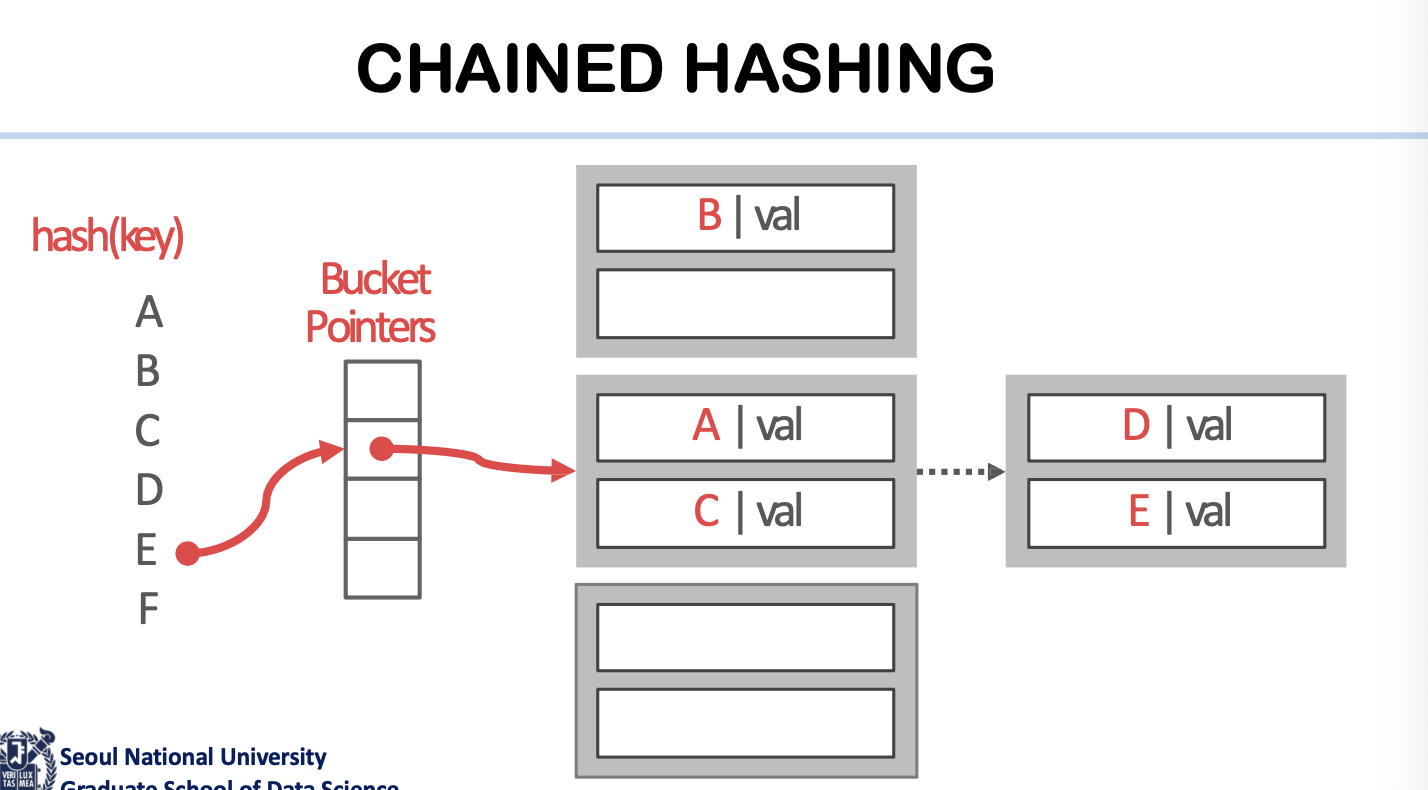 CHAINED HASHING
hash(key)
A
B
C
D
E
F
Bucket
Pointers
B | val
A | val
C | val
D | val
E | val
VERI LUX
TAS MEA
Seoul National University
Graduate School of Data Science